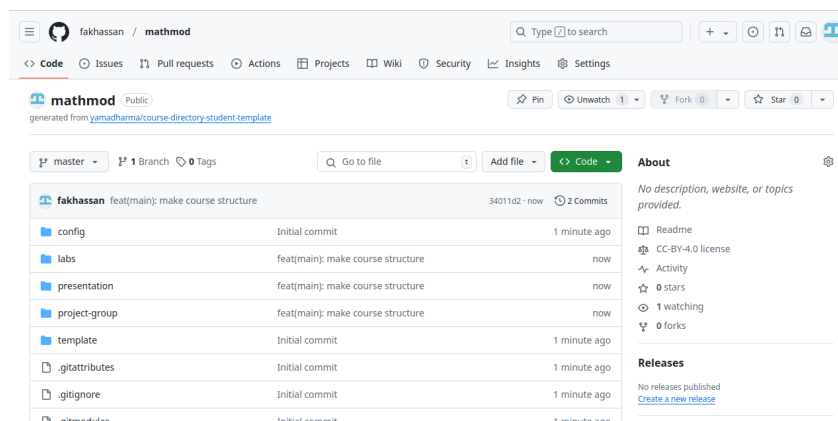 fakhassan / mathmod
Type / to search
<> Code Issues Pull requests Actions Projects Wiki Security Insights Settings
mathmod Public
Pin Unwatch 1 Fork 0 Star 0
generated from yamadharma/course-directory-student-template
master 1 Branch 0 Tags
Go to file t
Add file
<> Code
About
No description, website, or topics
provided.
fakhassan feat(main): make course structure 34011d2 · now 2 Commits
config Initial commit 1 minute ago
labs feat(main): make course structure now
presentation feat(main): make course structure now
project-group feat(main): make course structure now
template Initial commit 1 minute ago
.gitattributes Initial commit 1 minute ago
.gitignore Initial commit 1 minute ago
.gitmodules Initial commit 1 minute ago
Readme
CC-BY-4.0 license
Activity
0 stars
1 watching
0 forks
Releases
No releases published
Create a new release